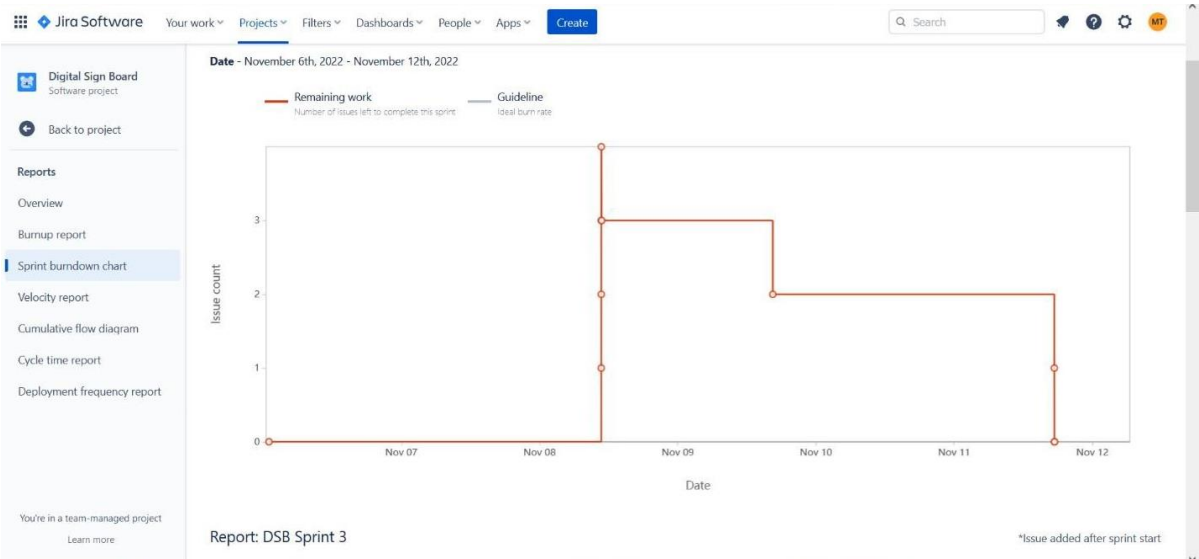 Jira Software Your work Projects Filters Dashboards People Apps Create Search MT
Digital Sign Board
Software project
Back to project
Reports
Overview
Burnup report
Sprint burndown chart
Velocity report
Cumulative flow diagram
Cycle time report
Deployment frequency report
You're in a team-managed project
Learn more
Date - November 6th, 2022 - November 12th, 2022
Remaining work
Number of issues left to complete this sprint
Guideline
Ideal burn rate
Issue count
3
2
1
0
Nov 07 Nov 08 Nov 09 Nov 10 Nov 11 Nov 12
Date
Report: DSB Sprint 3
*Issue added after sprint start